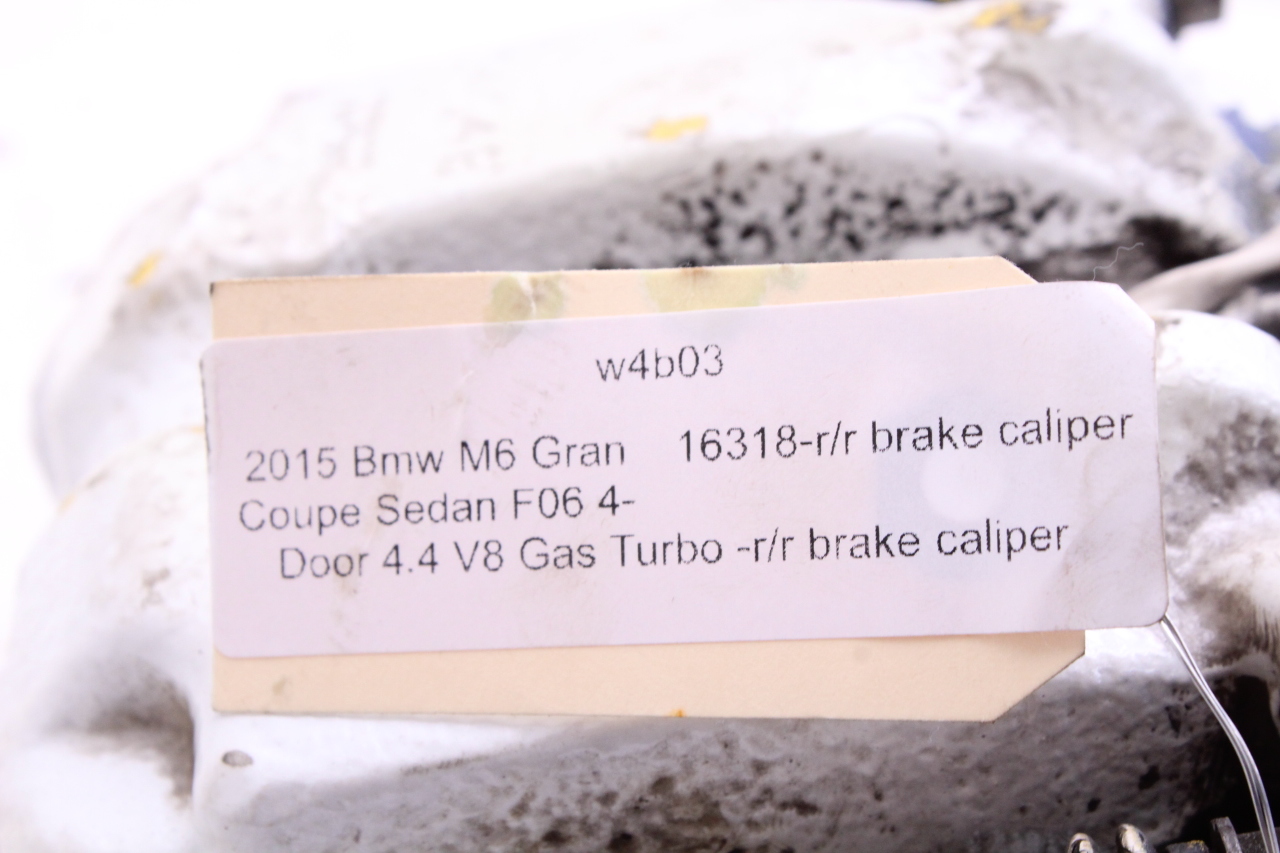 w4b03
2015 Bmw M6 Gran 16318-r/r brake caliper
Coupe Sedan F06 4-
Door 4.4 V8 Gas Turbo -r/r brake caliper